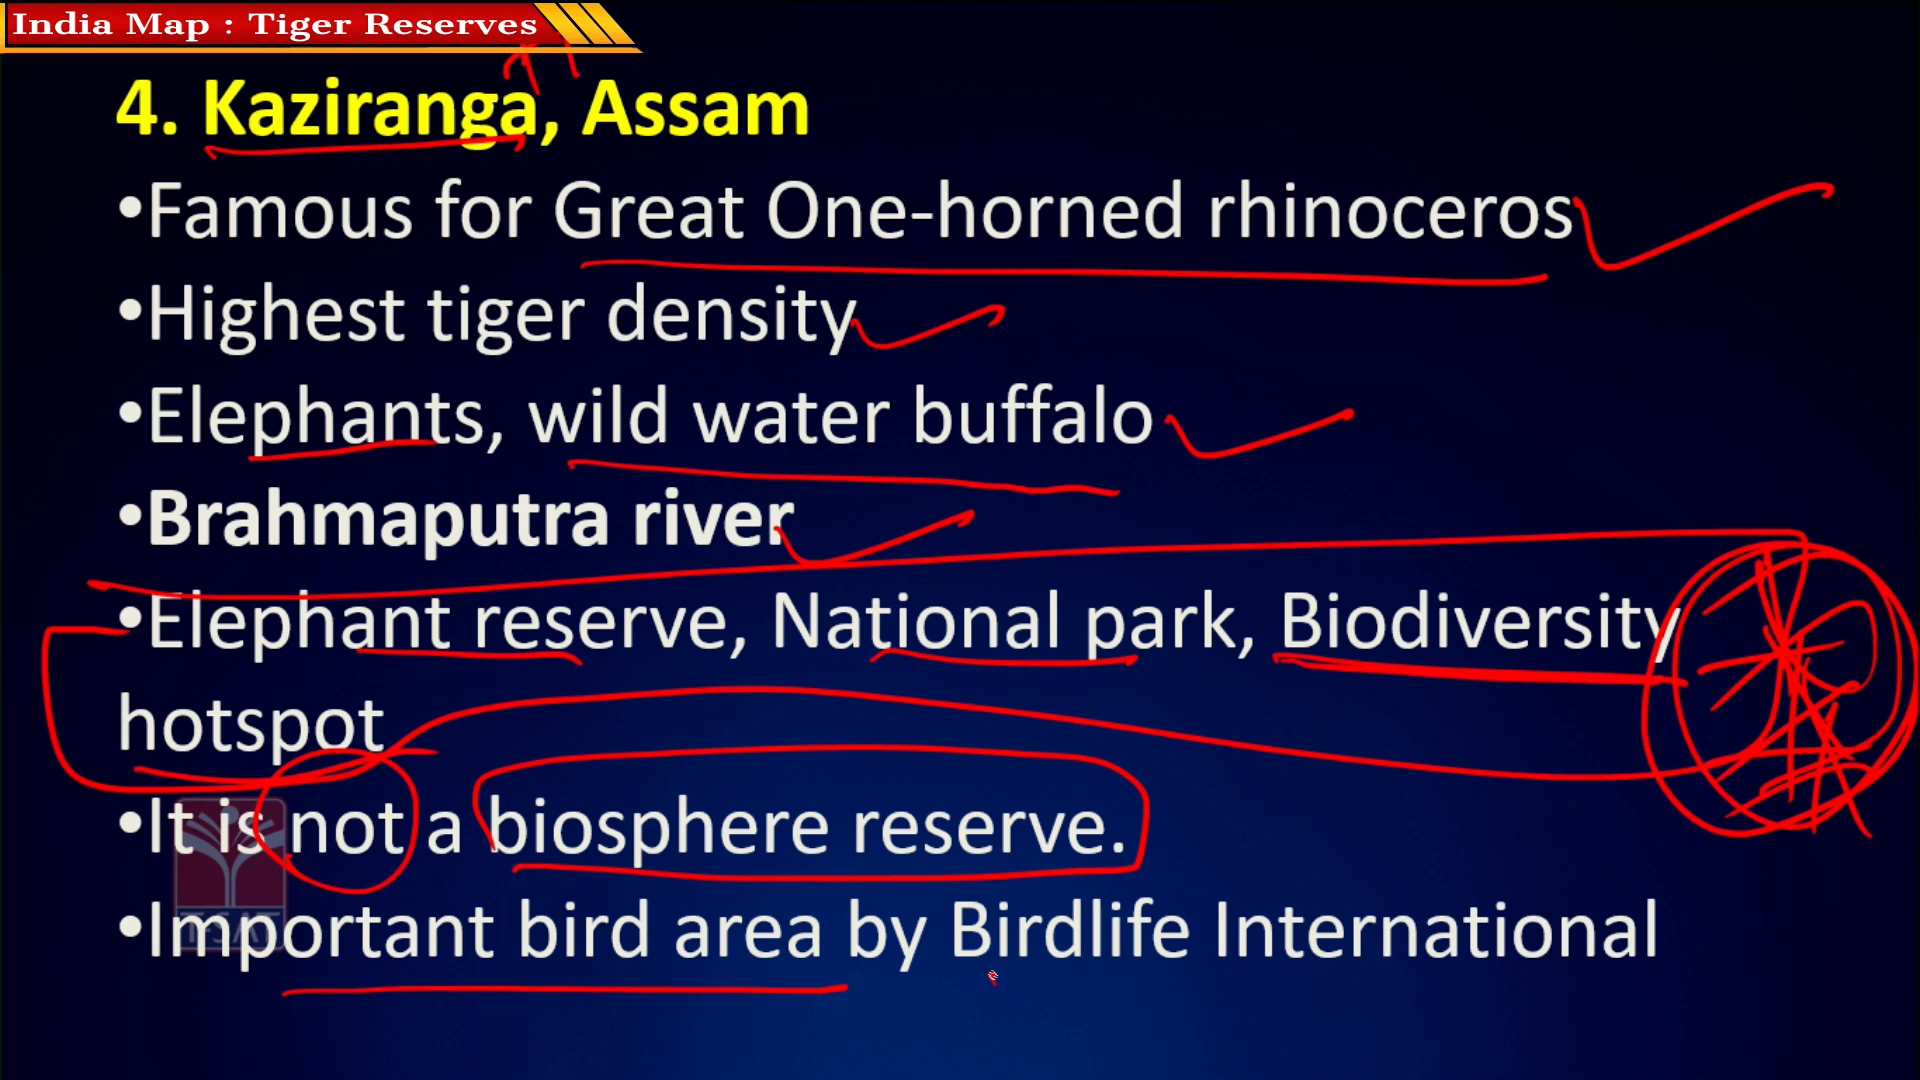 India Map : Tiger Reserves
4. Kaziranga, Assam
•Famous for Great One-horned rhinoceros
•Highest tiger density
•Elephants, wild water buffalo
•Brahmaputra river
•Elephant reserve, National park, Biodiversity
hotspot
•It is not a biosphere reserve.
•Important bird area by Birdlife International
T-SAT